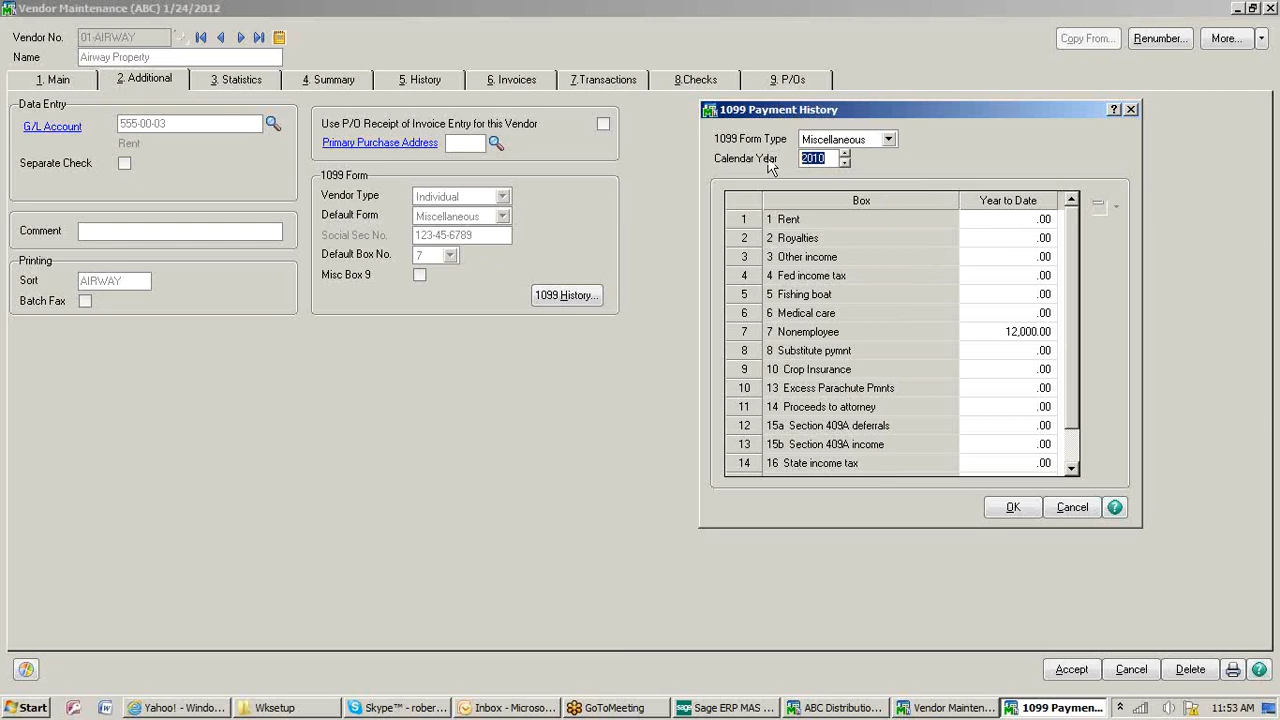 Vendor Maintenance (ABC) 1/24/2012
Vendor No. 01-AIRWAY
Copy From... Renumber... More...
Name Airway Property
1. Main 2. Additional 3. Statistics 4. Summary 5. History 6. Invoices 7.Transactions 8.Checks 9. P/Os
Data Entry
G/L Account 555-00-03
Rent
Separate Check
Comment
Printing
Sort AIRWAY
Batch Fax
Use P/O Receipt of Invoice Entry for this Vendor
Primary Purchase Address
1099 Form
Vendor Type Individual
Default Form Miscellaneous
Social Sec No. 123-45-6789
Default Box No. 7
Misc Box 9
1099 History...
1099 Payment History
1099 Form Type Miscellaneous
Calendar Year 2010
Box Year to Date
1 1 Rent .00
2 2 Royalties .00
3 3 Other income .00
4 4 Fed income tax .00
5 5 Fishing boat .00
6 6 Medical care .00
7 7 Nonemployee 12,000.00
8 8 Substitute pymnt .00
9 10 Crop Insurance .00
10 13 Excess Parachute Pmnts .00
11 14 Proceeds to attorney .00
12 15a Section 409A deferrals .00
13 15b Section 409A income .00
14 16 State income tax .00
OK Cancel
Accept Cancel Delete
Start Yahoo! - Windo... Wksetup Skype™ - rober... Inbox - Microso... GoToMeeting Sage ERP MAS ... ABC Distributio... Vendor Mainten... 1099 Paymen... 11:53 AM